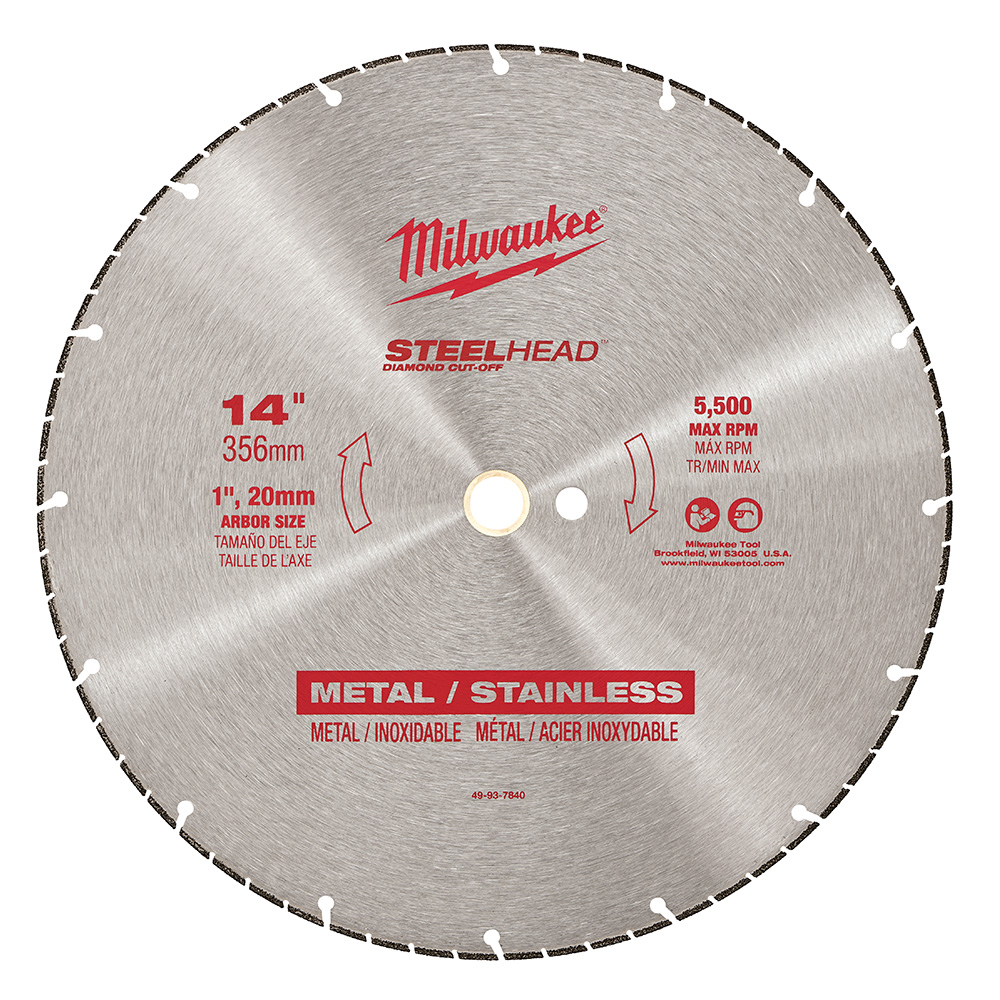 Milwaukee®
STEELHEAD™
DIAMOND CUT-OFF
14"
356mm
1", 20mm
ARBOR SIZE
TAMAÑO DEL EJE
TAILLE DE L'AXE
5,500
MAX RPM
MÁX RPM
TR/MIN MAX
Milwaukee Tool
Brookfield, WI 53005 U.S.A.
www.milwaukeetool.com
METAL / STAINLESS
METAL / INOXIDABLE MÉTAL / ACIER INOXYDABLE
49-93-7840